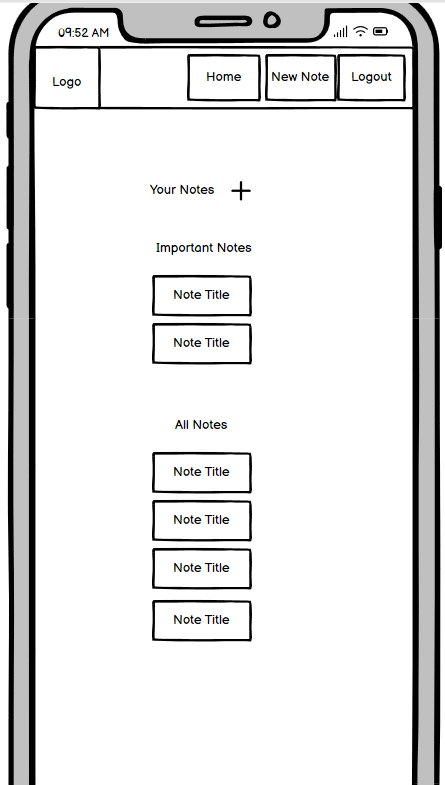 09:52 AM
Logo
Home
New Note
Logout
Your Notes +
Important Notes
Note Title
Note Title
All Notes
Note Title
Note Title
Note Title
Note Title